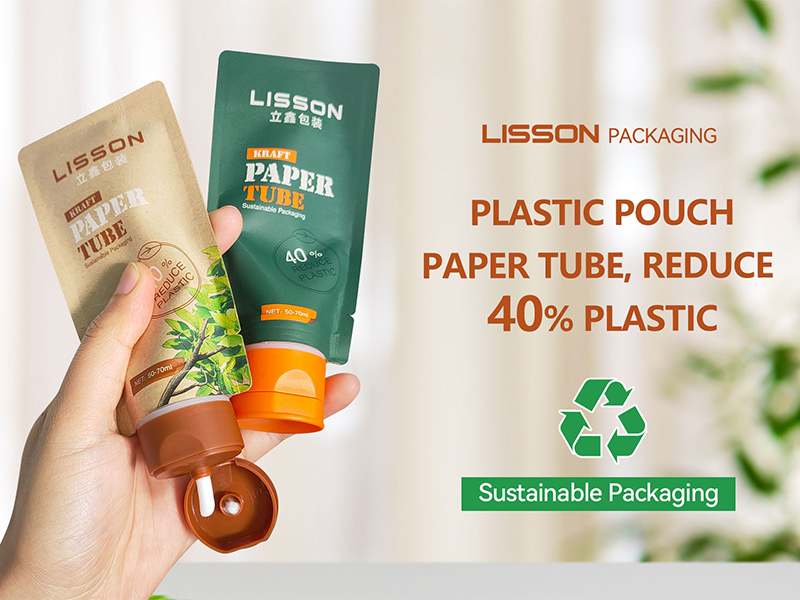 LISSON
立鑫包装
KRAFT
PAPER
TUBE
Sustainable Packaging
REDUCE
PLASTIC
NET: 50-70ml
LISSON
立鑫包装
KRAFT
PAPER
TUBE
Sustainable Packaging
40%
REDUCE
PLASTIC
NET: 50-70ml
LISSON PACKAGING
PLASTIC POUCH
PAPER TUBE, REDUCE
40% PLASTIC
Sustainable Packaging